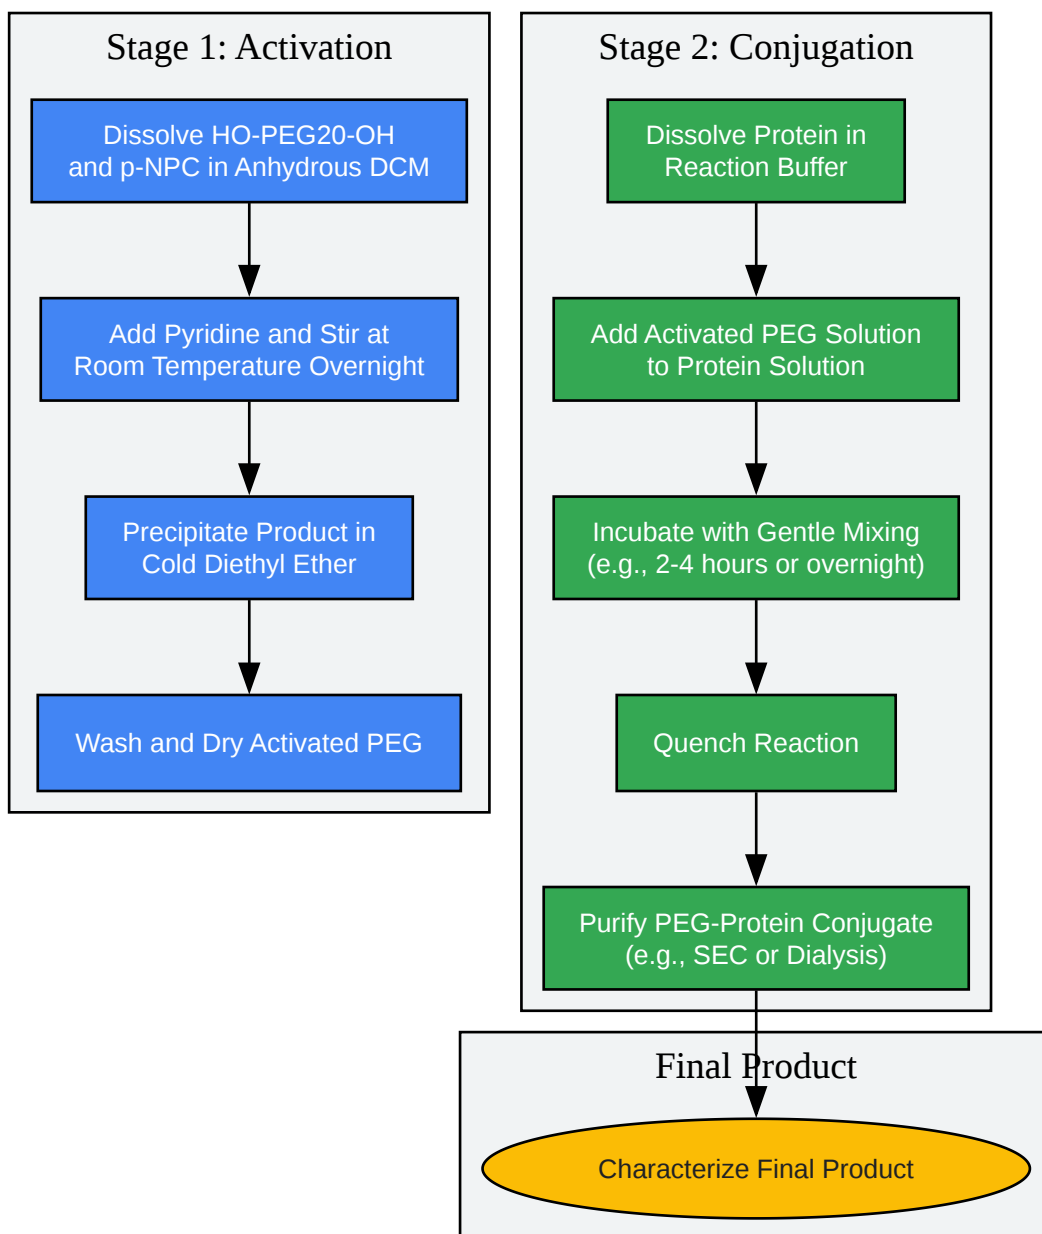 Stage 1: Activation
Dissolve HO-PEG20-OH
and p-NPC in Anhydrous DCM
Add Pyridine and Stir at
Room Temperature Overnight
Precipitate Product in
Cold Diethyl Ether
Wash and Dry Activated PEG
Stage 2: Conjugation
Dissolve Protein in
Reaction Buffer
Add Activated PEG Solution
to Protein Solution
Incubate with Gentle Mixing
(e.g., 2-4 hours or overnight)
Quench Reaction
Purify PEG-Protein Conjugate
(e.g., SEC or Dialysis)
Final Product
Characterize Final Product